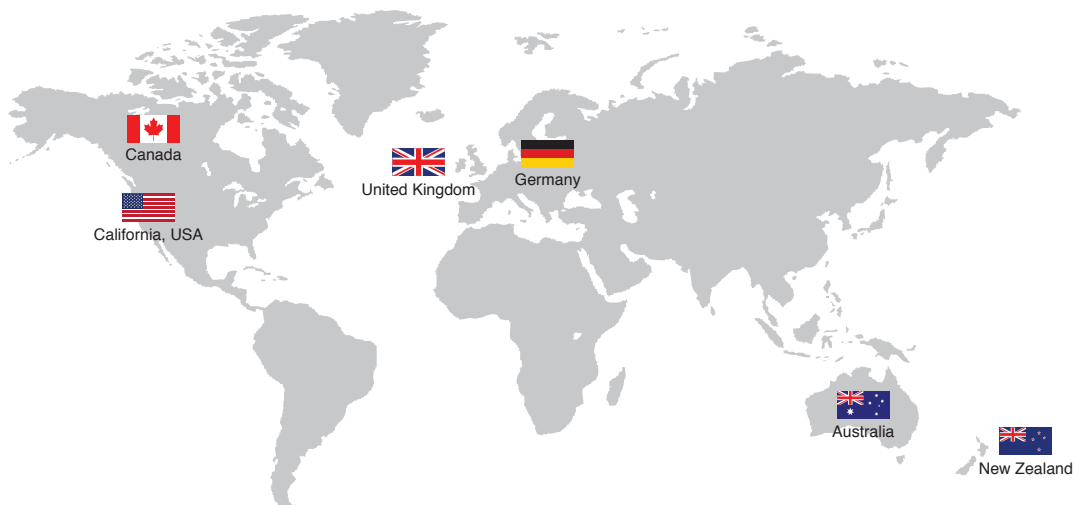 Canada
United Kingdom
Germany
California, USA
Australia
New Zealand